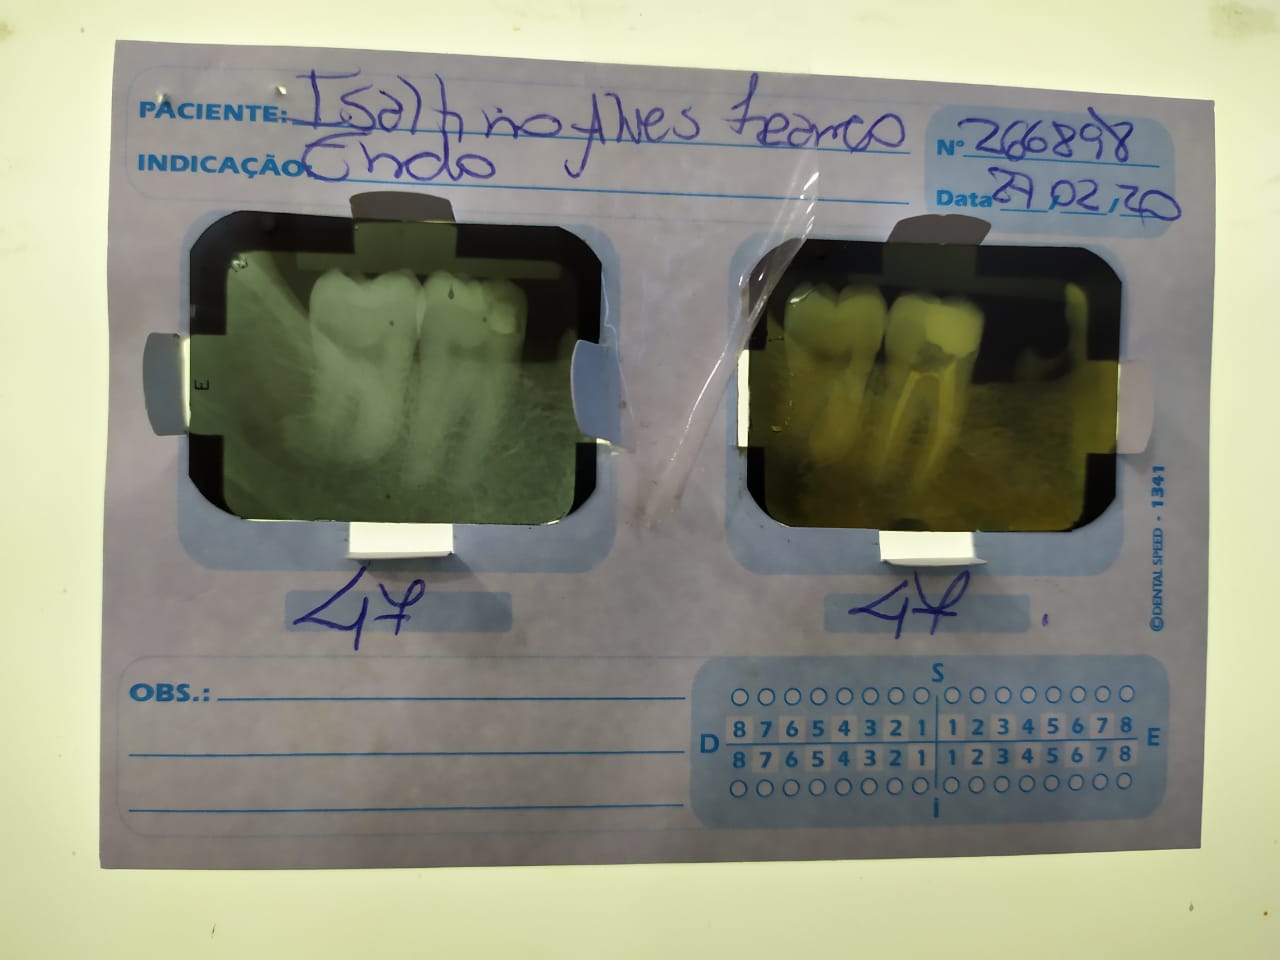 PACIENTE: Isaltino Alves
Nº 266898
INDICAÇÃO: Endo
Data 27,02,20
E
47
47
©DENTAL SPEED - 1341
OBS.:
S
8 7 6 5 4 3 2 1 1 2 3 4 5 6 7 8
D E
8 7 6 5 4 3 2 1 1 2 3 4 5 6 7 8
i